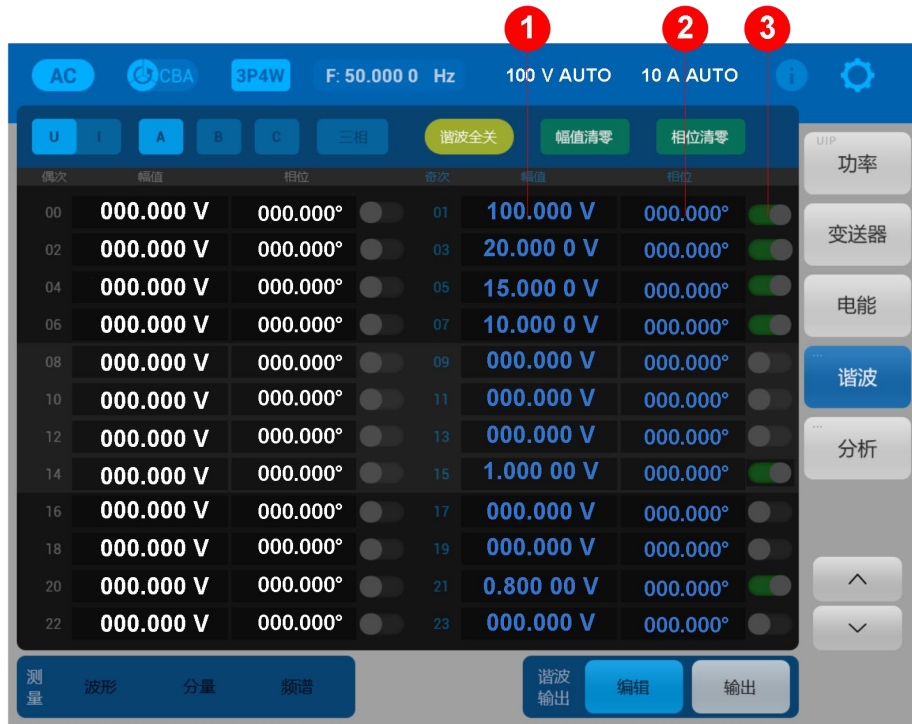 1 2 3
AC CBA 3P4W F: 50.000 0 Hz 100 V AUTO 10 A AUTO i
U I A B C 三相 谐波全关 幅值清零 相位清零
偶次 幅值 相位 奇次 幅值 相位
00 000.000 V 000.000° 01 100.000 V 000.000°
02 000.000 V 000.000° 03 20.000 0 V 000.000°
04 000.000 V 000.000° 05 15.000 0 V 000.000°
06 000.000 V 000.000° 07 10.000 0 V 000.000°
08 000.000 V 000.000° 09 000.000 V 000.000°
10 000.000 V 000.000° 11 000.000 V 000.000°
12 000.000 V 000.000° 13 000.000 V 000.000°
14 000.000 V 000.000° 15 1.000 00 V 000.000°
16 000.000 V 000.000° 17 000.000 V 000.000°
18 000.000 V 000.000° 19 000.000 V 000.000°
20 000.000 V 000.000° 21 0.800 00 V 000.000°
22 000.000 V 000.000° 23 000.000 V 000.000°
UIP
功率
变送器
电能
...
谐波
...
分析
测量 波形 分量 频谱
谐波输出 编辑 输出